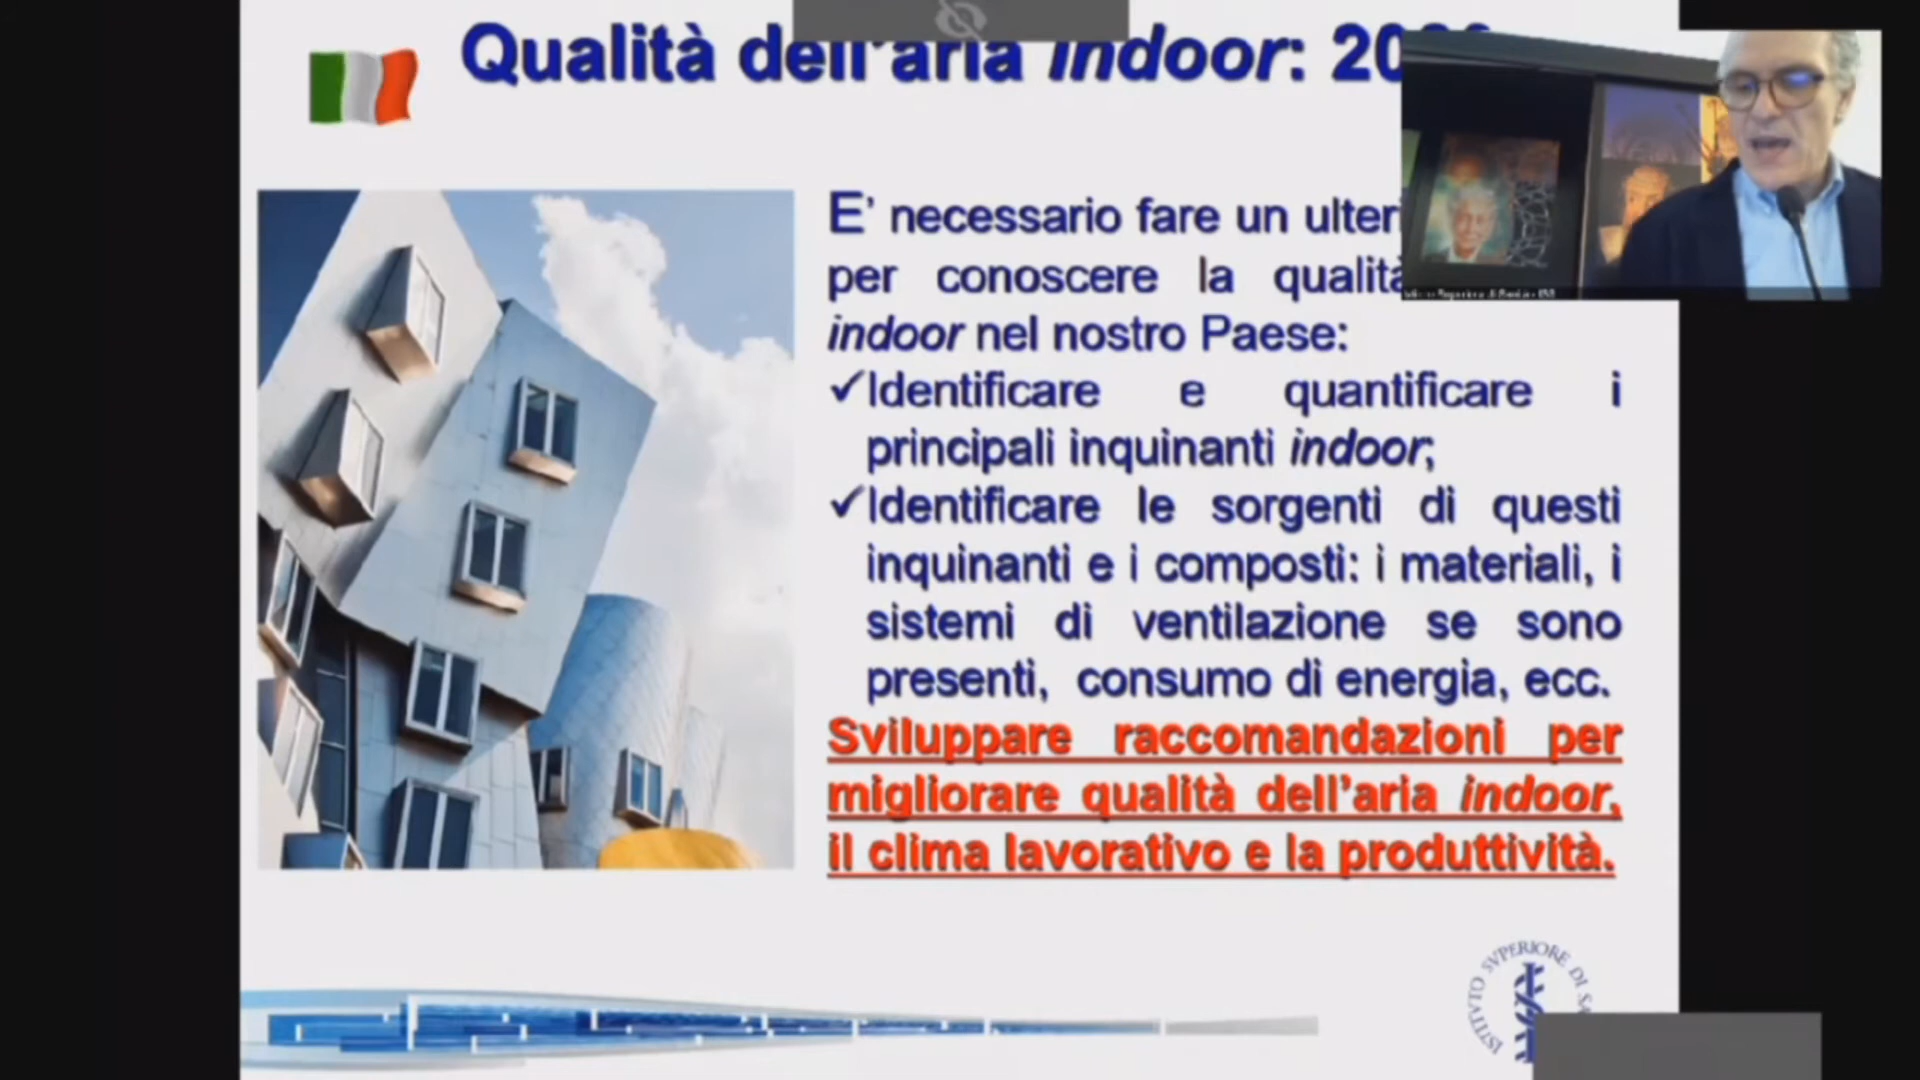 Qualità dell'aria indoor:
E' necessario fare un
per conoscere la qualità
indoor nel nostro Paese:
✓Identificare e quantificare i
principali inquinanti indoor;
✓Identificare le sorgenti di questi
inquinanti e i composti: i materiali, i
sistemi di ventilazione se sono
presenti, consumo di energia, ecc.
Sviluppare raccomandazioni per
migliorare qualità dell'aria indoor,
il clima lavorativo e la produttività.
ISTITVTO SVPERIORE DI